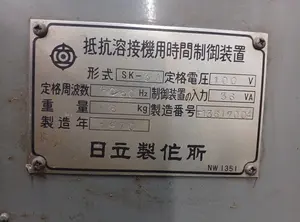 抵抗溶接機用時間制御装置
形式 SK- 定格電圧 100 V
定格周波数 Hz 制御装置の入力 VA
重量 kg 製造番号
製造年
日立製作所
NW1351